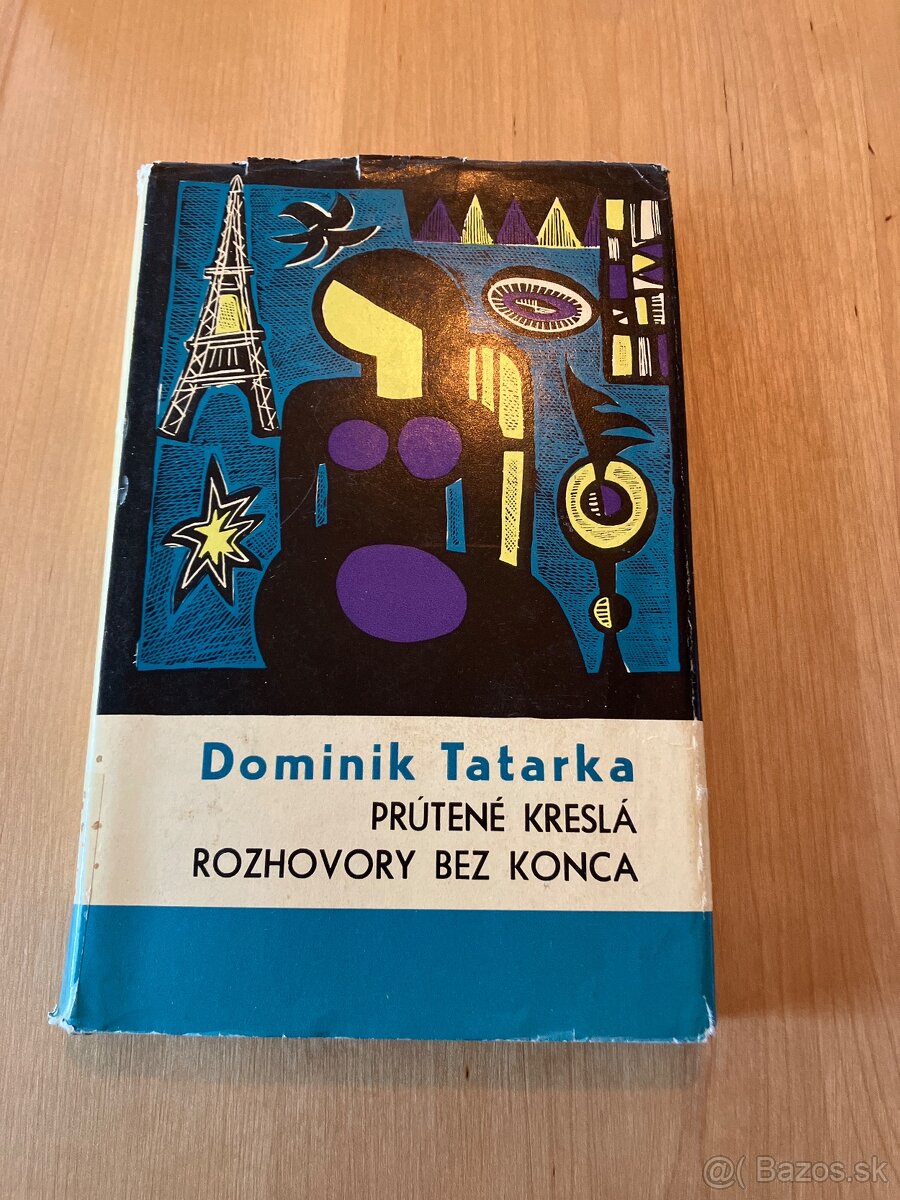 Dominik Tatarka
PRÚTENÉ KRESLÁ
ROZHOVORY BEZ KONCA
@( Bazos.sk